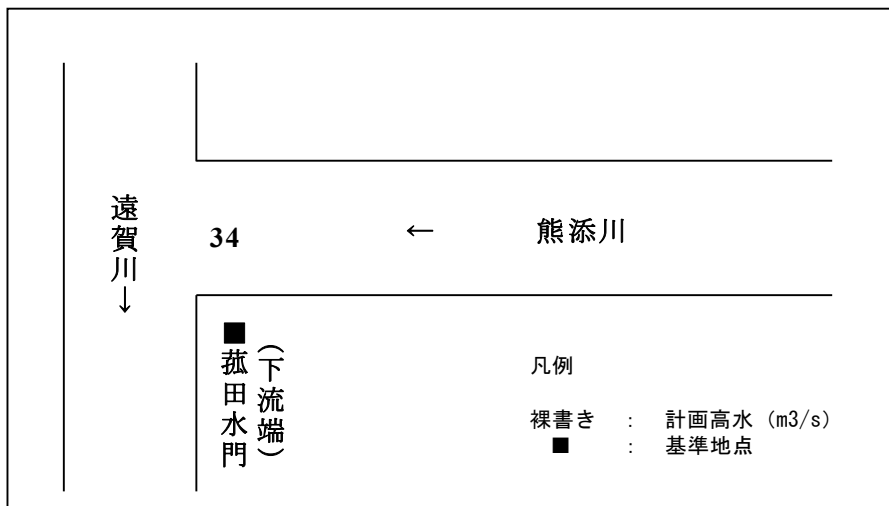 遠賀川↓
34
←
熊添川
■菰田水門
(下流端)
凡例
裸書き : 計画高水 (m3/s)
■ : 基準地点